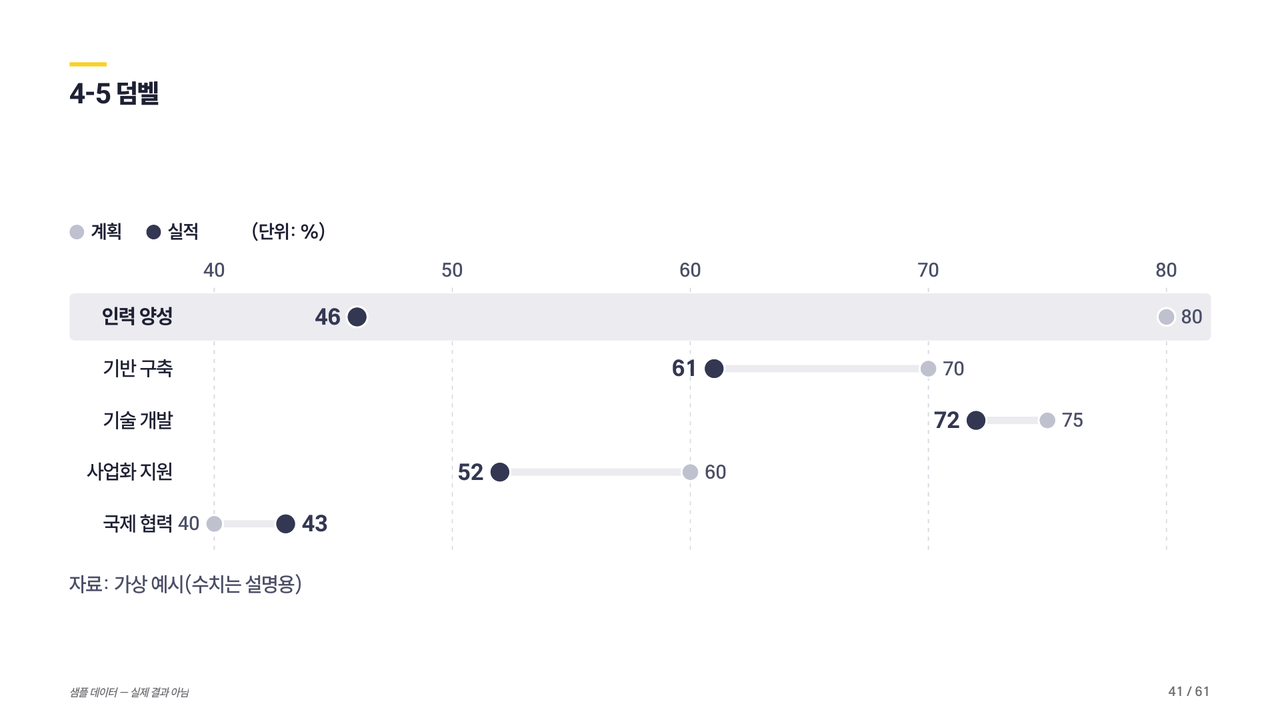 4-5 덤벨
계획 실적 (단위: %)
40 50 60 70 80
인력 양성 46 80
기반 구축 61 70
기술 개발 72 75
사업화 지원 52 60
국제 협력 40 43
자료: 가상 예시(수치는 설명용)
샘플 데이터 — 실제 결과 아님
41 / 61